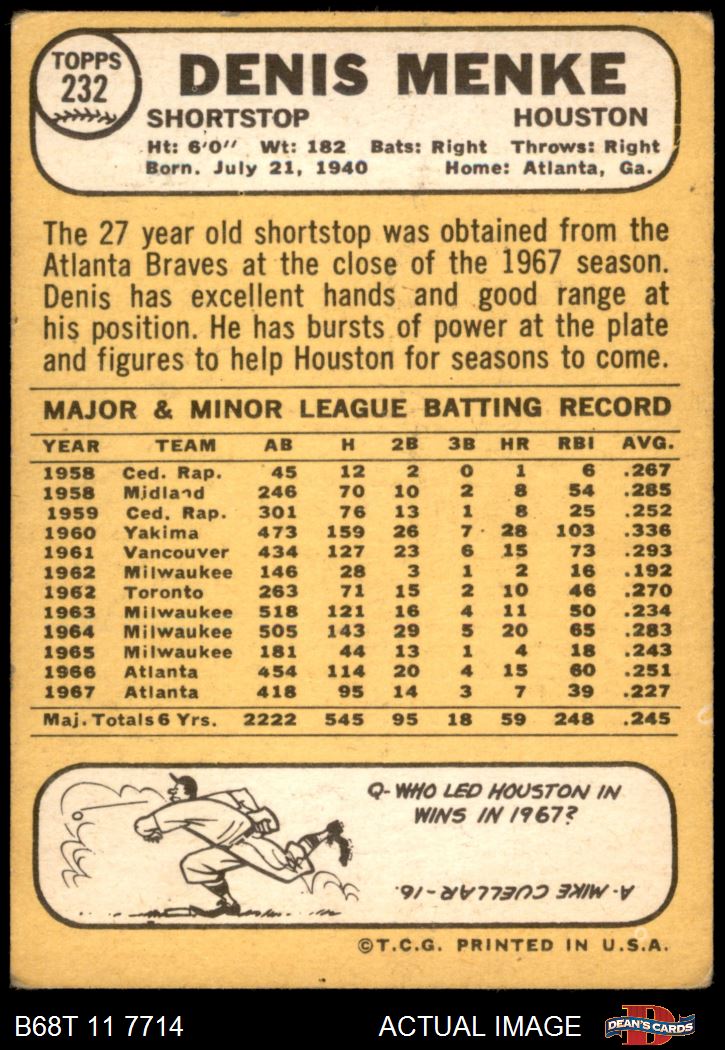 TOPPS
232
DENIS MENKE
SHORTSTOP HOUSTON
Ht: 6'0" Wt: 182 Bats: Right Throws: Right
Born. July 21, 1940 Home: Atlanta, Ga.
The 27 year old shortstop was obtained from the
Atlanta Braves at the close of the 1967 season.
Denis has excellent hands and good range at
his position. He has bursts of power at the plate
and figures to help Houston for seasons to come.
MAJOR & MINOR LEAGUE BATTING RECORD
YEAR TEAM AB H 2B 3B HR RBI AVG.
1958 Ced. Rap. 45 12 2 0 1 6 .267
1958 Midland 246 70 10 2 8 54 .285
1959 Ced. Rap. 301 76 13 1 8 25 .252
1960 Yakima 473 159 26 7 28 103 .336
1961 Vancouver 434 127 23 6 15 73 .293
1962 Milwaukee 146 28 3 1 2 16 .192
1962 Toronto 263 71 15 2 10 46 .270
1963 Milwaukee 518 121 16 4 11 50 .234
1964 Milwaukee 505 143 29 5 20 65 .283
1965 Milwaukee 181 44 13 1 4 18 .243
1966 Atlanta 454 114 20 4 15 60 .251
1967 Atlanta 418 95 14 3 7 39 .227
Maj. Totals 6 Yrs. 2222 545 95 18 59 248 .245
Q- WHO LED HOUSTON IN
WINS IN 1967?
A- MIKE CUELLAR-16.
©T.C.G. PRINTED IN U.S.A.
B68T 11 7714 ACTUAL IMAGE DEAN'S CARDS